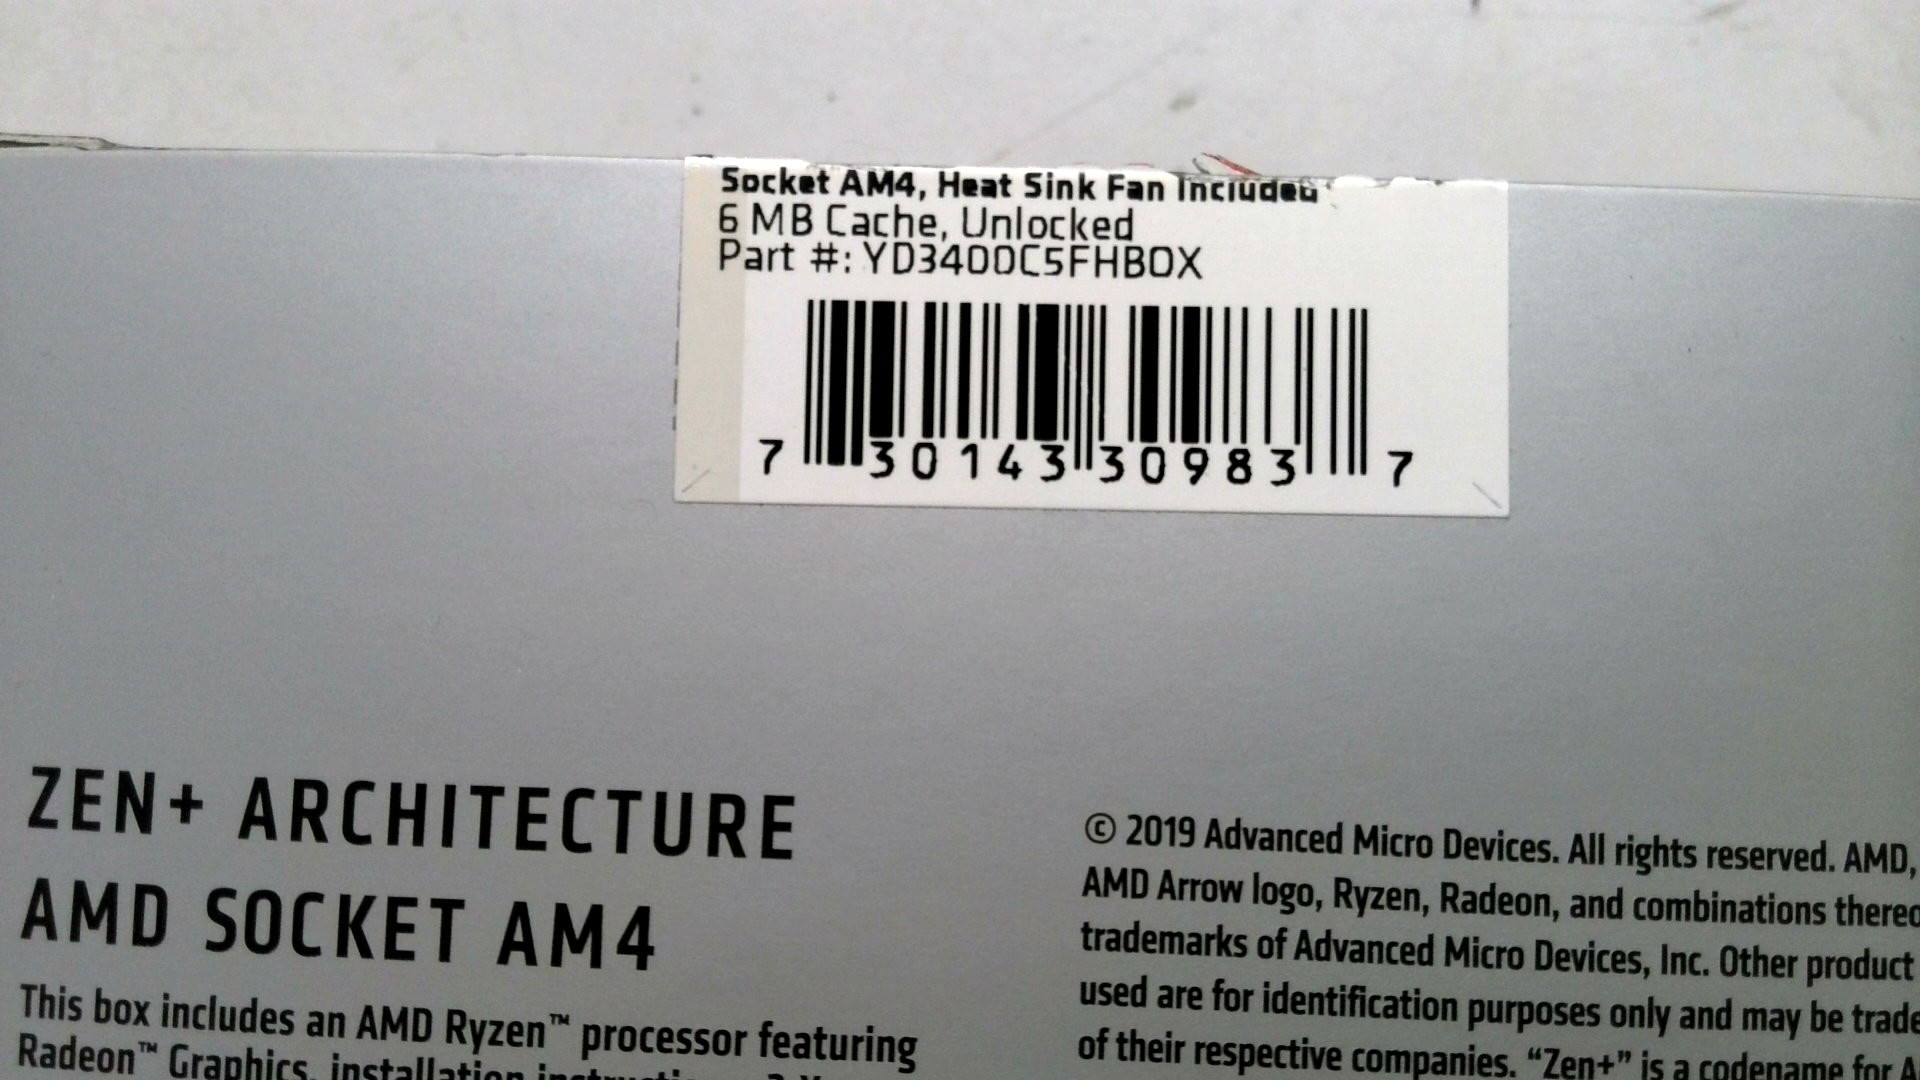 Socket AM4, Heat Sink Fan Included
6 MB Cache, Unlocked
Part #: YD3400C5FHBOX
7 30143 30983 7
ZEN+ ARCHITECTURE
AMD SOCKET AM4
This box includes an AMD Ryzen™ processor featuring
Radeon™ Graphics, installation
© 2019 Advanced Micro Devices. All rights reserved. AMD,
AMD Arrow logo, Ryzen, Radeon, and combinations
trademarks of Advanced Micro Devices, Inc. Other product
used are for identification purposes only and may be
of their respective companies. “Zen+” is a codename for